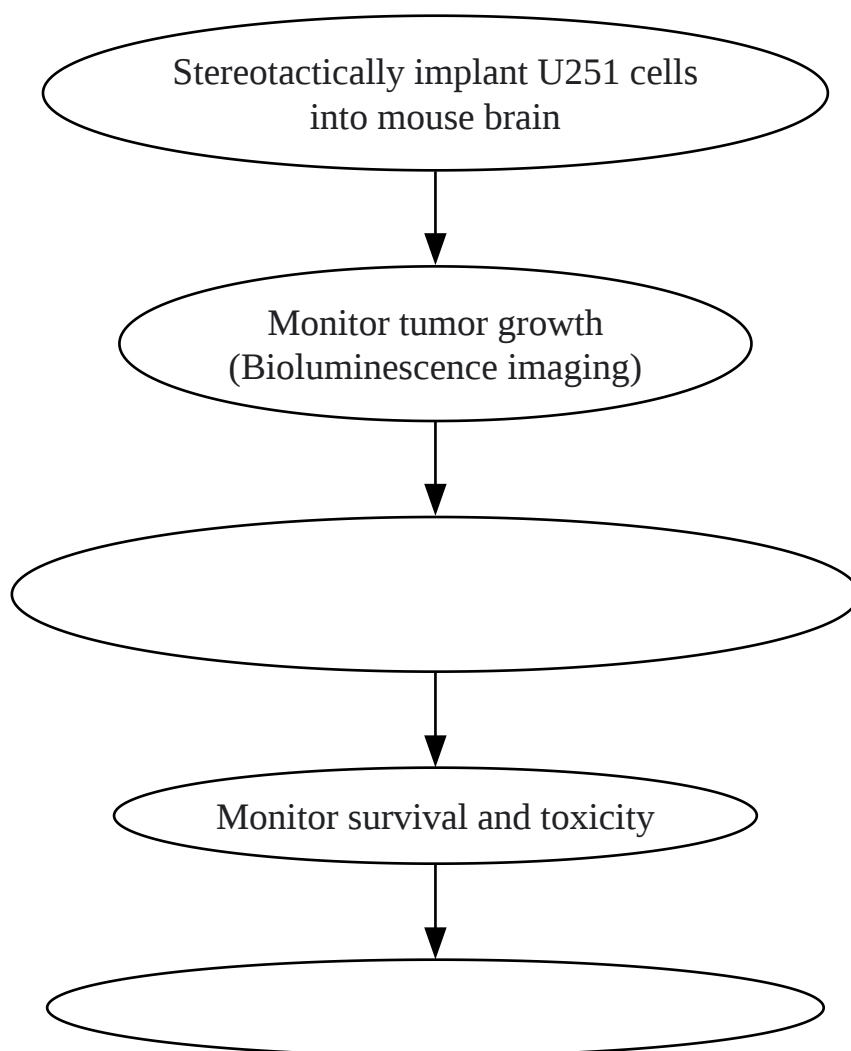 Stereotactically implant U251 cells
into mouse brain
Monitor tumor growth
(Bioluminescence imaging)
Monitor survival and toxicity